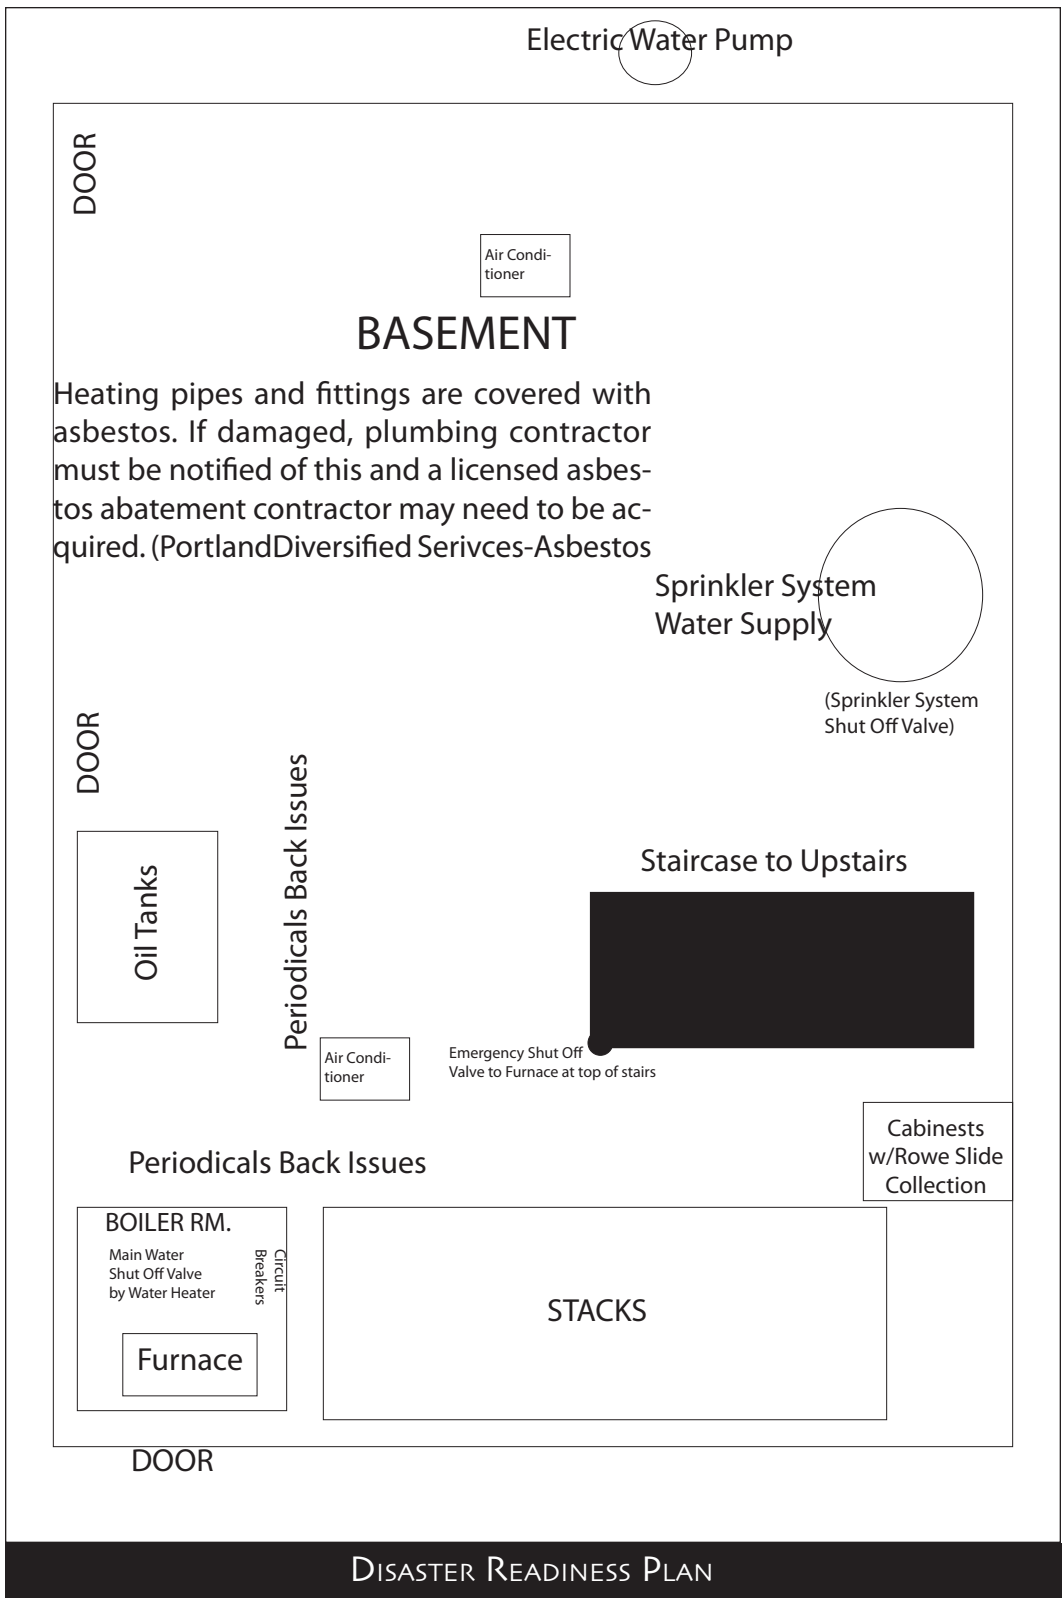 Electric Water Pump
DOOR
Air Condi-
tioner
BASEMENT
Heating pipes and fittings are covered with
asbestos. If damaged, plumbing contractor
must be notified of this and a licensed asbes-
tos abatement contractor may need to be ac-
quired. (PortlandDiversified Serivces-Asbestos
Sprinkler System
Water Supply
(Sprinkler System
Shut Off Valve)
DOOR
Periodicals Back Issues
Oil Tanks
Staircase to Upstairs
Air Condi-
tioner
Emergency Shut Off
Valve to Furnace at top of stairs
Cabinests
w/Rowe Slide
Collection
Periodicals Back Issues
BOILER RM.
Main Water
Shut Off Valve
by Water Heater
Circuit
Breakers
Furnace
STACKS
DOOR
DISASTER READINESS PLAN